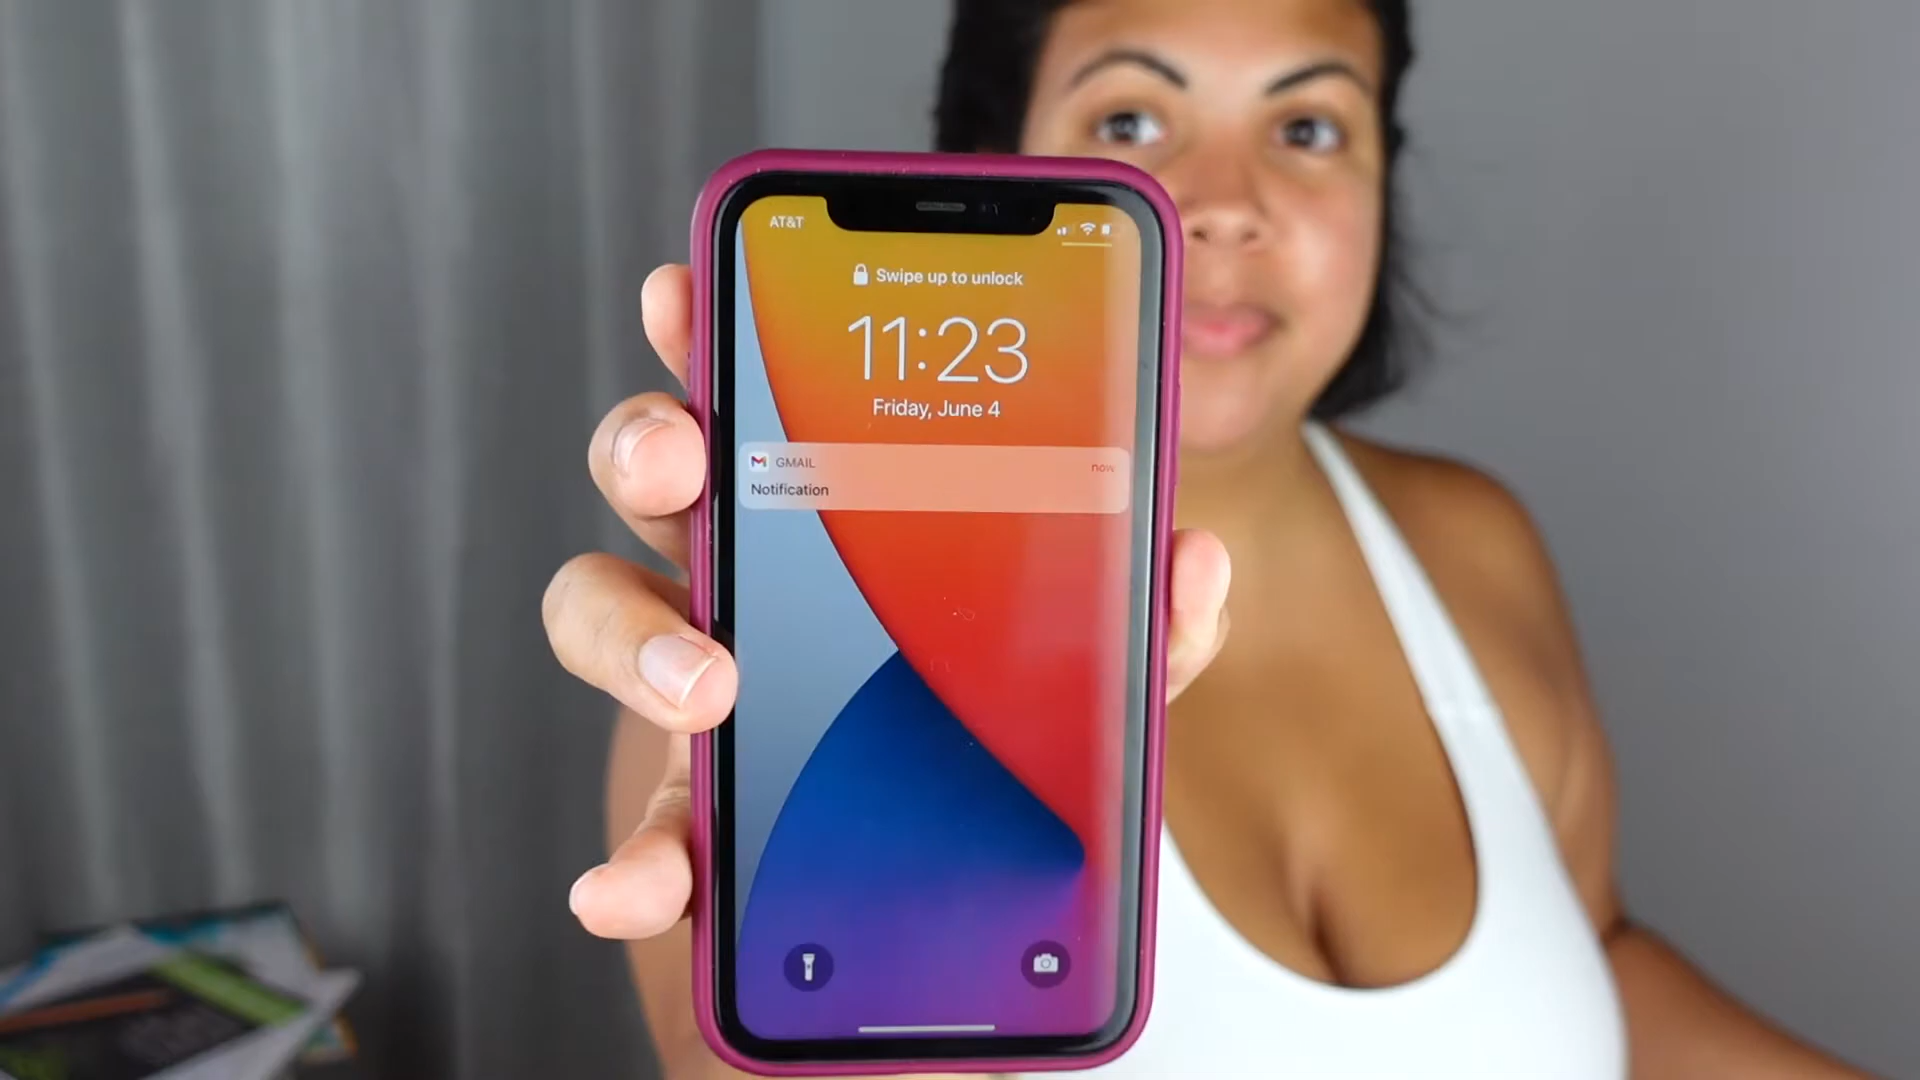 AT&T
Swipe up to unlock
11:23
Friday, June 4
GMAIL now
Notification